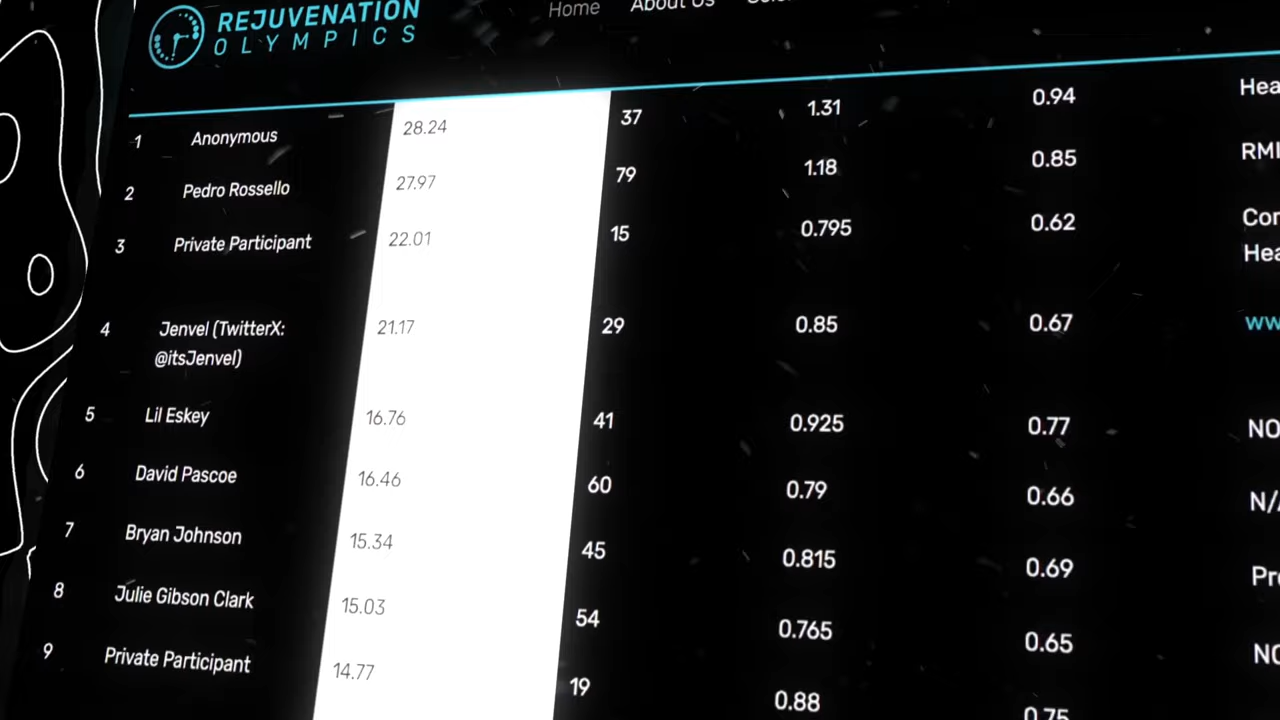 REJUVENATION
OLYMPICS
Home About Us
1 Anonymous 28.24 37 1.31 0.94 Hea
2 Pedro Rossello 27.97 79 1.18 0.85 RMI
3 Private Participant 22.01 15 0.795 0.62 Cor
Hea
4 Jenvel (TwitterX: 21.17 29 0.85 0.67 ww
@itsJenvel)
5 Lil Eskey 16.76 41 0.925 0.77 NO
6 David Pascoe 16.46 60 0.79 0.66 N/A
7 Bryan Johnson 15.34 45 0.815 0.69 Pr
8 Julie Gibson Clark 15.03 54 0.765 0.65 NO
9 Private Participant 14.77 19 0.88 0.75